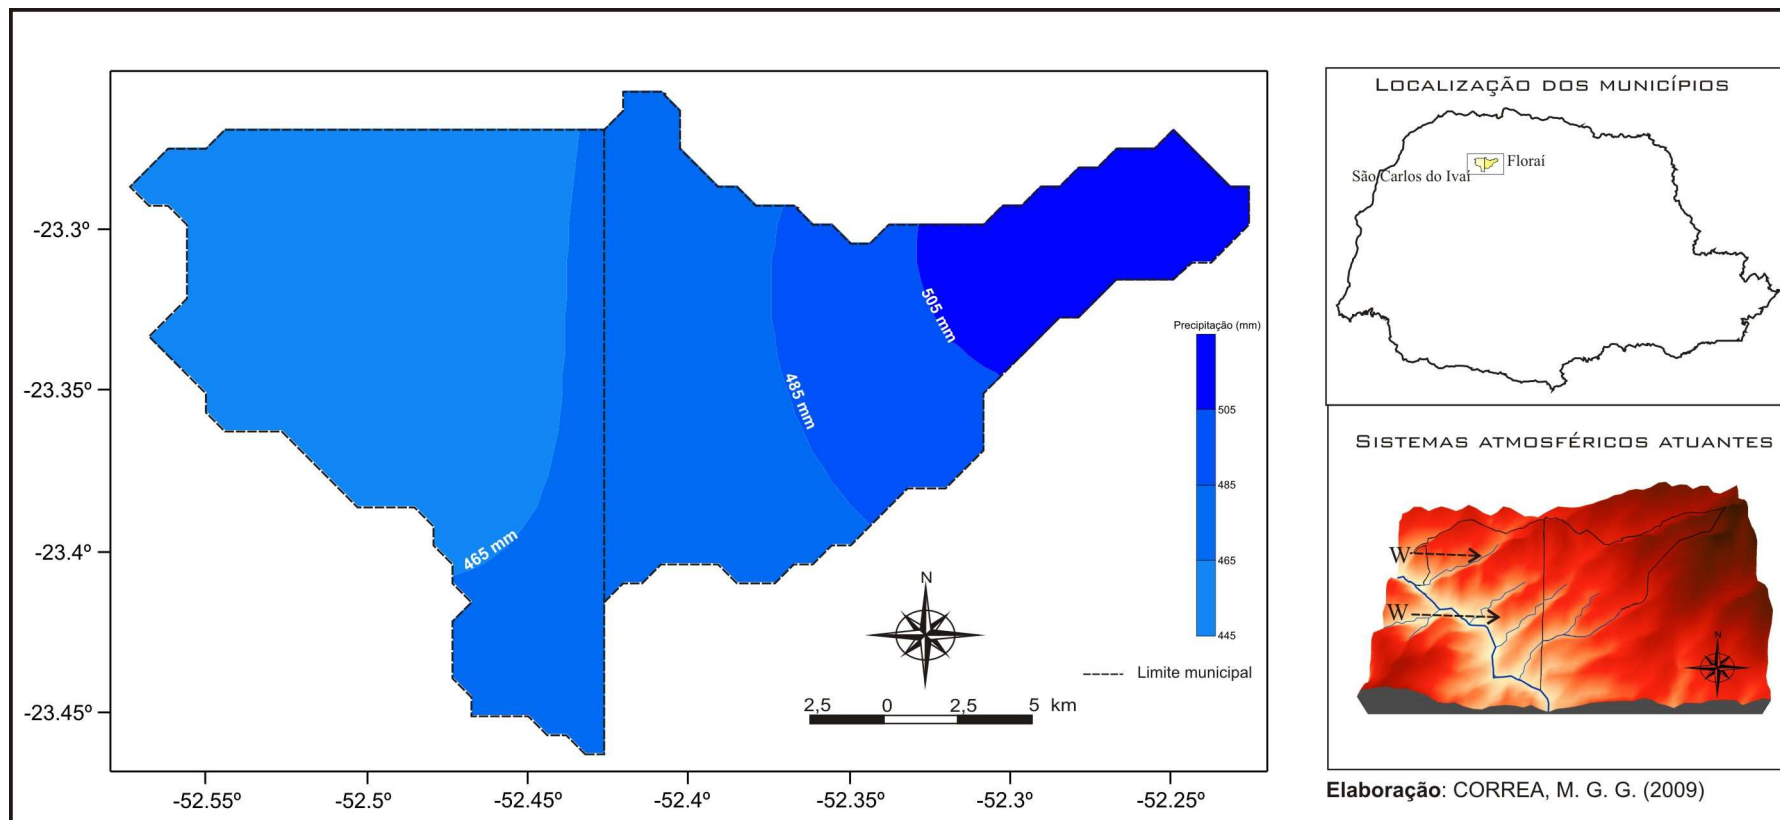 -23.3º
-23.35º
-23.4º
-23.45º
-52.55º
-52.5º
-52.45º
-52.4º
-52.35º
-52.3º
-52.25º
465 mm
485 mm
505 mm
Precipitação (mm)
505
485
465
445
N
Limite municipal
2,5 0 2,5 5 km
LOCALIZAÇÃO DOS MUNICÍPIOS
Floraí
São Carlos do Ivaí
SISTEMAS ATMOSFÉRICOS ATUANTES
W
W
N
Elaboração: CORREA, M. G. G. (2009)